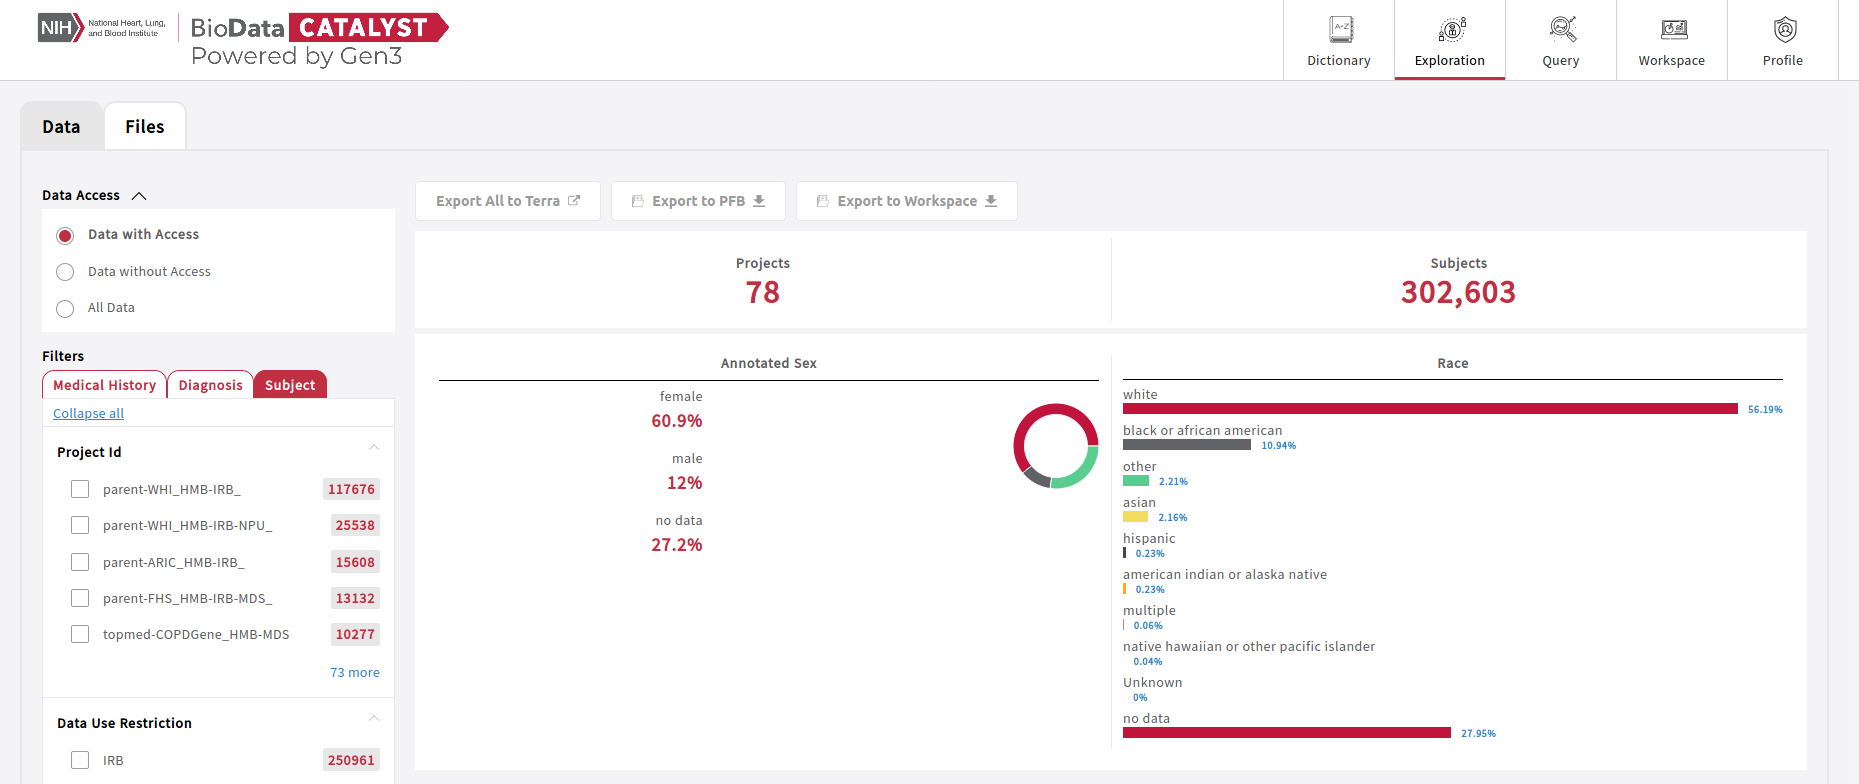 NIH National Heart, Lung, and Blood Institute
BioData CATALYST
Powered by Gen3
Dictionary
Exploration
Query
Workspace
Profile
Data
Files
Data Access
Data with Access
Data without Access
All Data
Filters
Medical History
Diagnosis
Subject
Collapse all
Project Id
parent-WHI_HMB-IRB_ 117676
parent-WHI_HMB-IRB-NPU_ 25538
parent-ARIC_HMB-IRB_ 15608
parent-FHS_HMB-IRB-MDS_ 13132
topmed-COPDGene_HMB-MDS 10277
73 more
Data Use Restriction
IRB 250961
Export All to Terra
Export to PFB
Export to Workspace
Projects
78
Subjects
302,603
Annotated Sex
female
60.9%
male
12%
no data
27.2%
Race
white
56.19%
black or african american
10.94%
other
2.21%
asian
2.16%
hispanic
0.23%
american indian or alaska native
0.23%
multiple
0.06%
native hawaiian or other pacific islander
0.04%
Unknown
0%
no data
27.95%